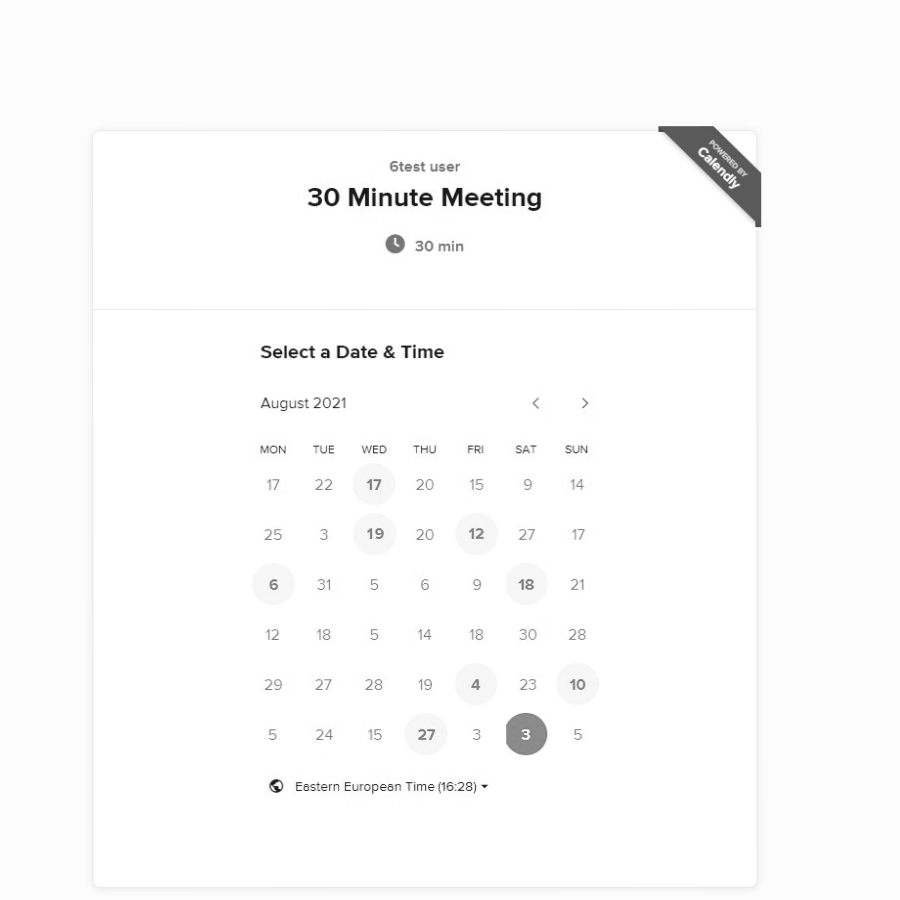 POWERED BY
Calendly
6test user
30 Minute Meeting
30 min
Select a Date & Time
August 2021
MON TUE WED THU FRI SAT SUN
17 22 17 20 15 9 14
25 3 19 20 12 27 17
6 31 5 6 9 18 21
12 18 5 14 18 30 28
29 27 28 19 4 23 10
5 24 15 27 3 3 5
Eastern European Time (16:28)